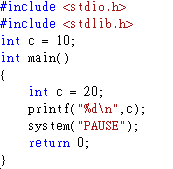 #include <stdio.h>
#include <stdlib.h>
int c = 10;
int main()
{
    int c = 20;
    printf("%d\n",c);
    system("PAUSE");
    return 0;
}